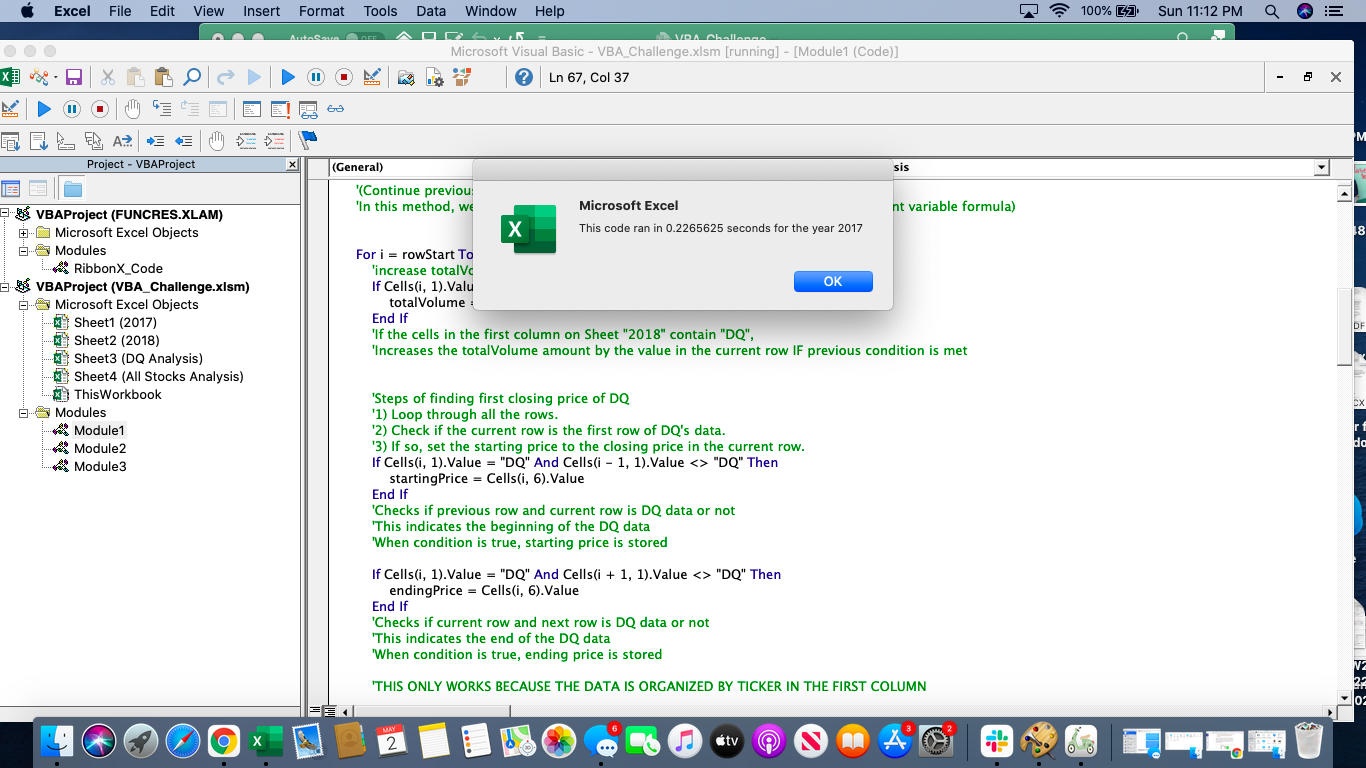 Excel File Edit View Insert Format Tools Data Window Help 100% Sun 11:12 PM
AutoSave OFF VBA_Challenge
Microsoft Visual Basic - VBA_Challenge.xlsm [running] - [Module1 (Code)]
Ln 67, Col 37
Project - VBAProject
(General)
sis
VBAProject (FUNCRES.XLAM)
Microsoft Excel Objects
Modules
RibbonX_Code
VBAProject (VBA_Challenge.xlsm)
Microsoft Excel Objects
Sheet1 (2017)
Sheet2 (2018)
Sheet3 (DQ Analysis)
Sheet4 (All Stocks Analysis)
ThisWorkbook
Modules
Module1
Module2
Module3
'(Continue previous
'In this method, we nt variable formula)
For i = rowStart To
'increase totalVo
If Cells(i, 1).Valu
totalVolume =
End If
'If the cells in the first column on Sheet "2018" contain "DQ",
'Increases the totalVolume amount by the value in the current row IF previous condition is met
'Steps of finding first closing price of DQ
'1) Loop through all the rows.
'2) Check if the current row is the first row of DQ's data.
'3) If so, set the starting price to the closing price in the current row.
If Cells(i, 1).Value = "DQ" And Cells(i - 1, 1).Value <> "DQ" Then
startingPrice = Cells(i, 6).Value
End If
'Checks if previous row and current row is DQ data or not
'This indicates the beginning of the DQ data
'When condition is true, starting price is stored
If Cells(i, 1).Value = "DQ" And Cells(i + 1, 1).Value <> "DQ" Then
endingPrice = Cells(i, 6).Value
End If
'Checks if current row and next row is DQ data or not
'This indicates the end of the DQ data
'When condition is true, ending price is stored
'THIS ONLY WORKS BECAUSE THE DATA IS ORGANIZED BY TICKER IN THE FIRST COLUMN
Microsoft Excel
This code ran in 0.2265625 seconds for the year 2017
OK
MAY
2
6
tv
3
2